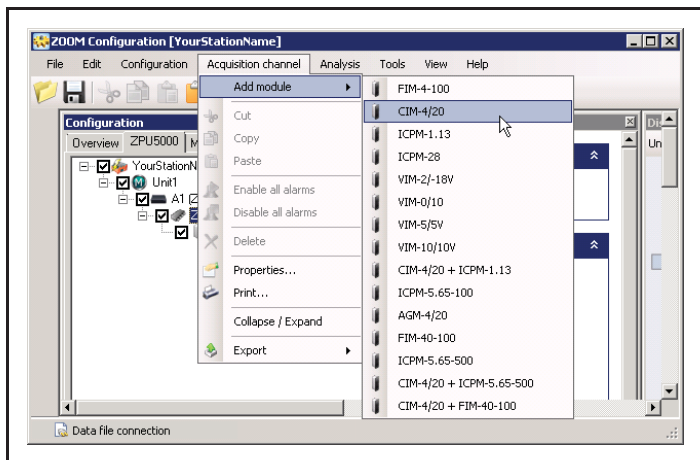 ZOOM Configuration [YourStationName]
File Edit Configuration Acquisition channel Analysis Tools View Help
Configuration
Overview ZPU5000
YourStationN
Unit1
A1
Add module
Cut
Copy
Paste
Enable all alarms
Disable all alarms
Delete
Properties...
Print...
Collapse / Expand
Export
FIM-4-100
CIM-4/20
ICPM-1.13
ICPM-28
VIM-2/-18V
VIM-0/10
VIM-5/5V
VIM-10/10V
CIM-4/20 + ICPM-1.13
ICPM-5.65-100
AGM-4/20
FIM-40-100
ICPM-5.65-500
CIM-4/20 + ICPM-5.65-500
CIM-4/20 + FIM-40-100
Un
Data file connection